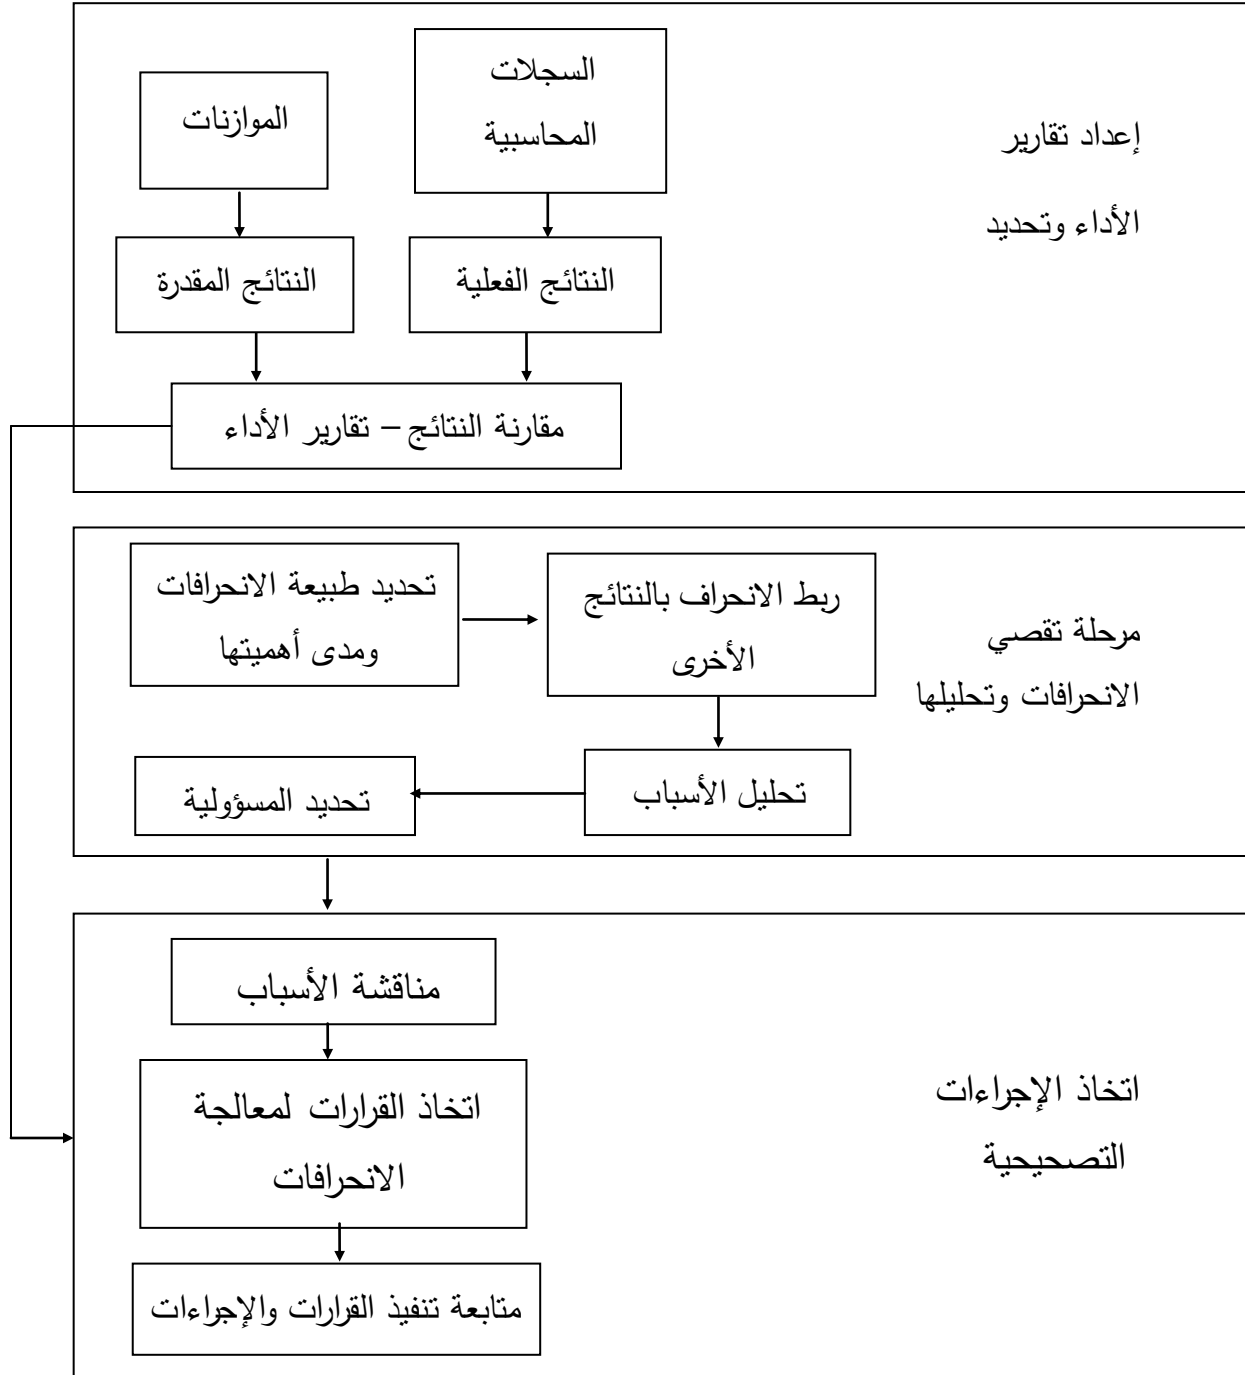 إعداد تقارير
الأداء وتحديد
السجلات
المحاسبية
الموازنات
النتائج الفعلية
النتائج المقدرة
مقارنة النتائج – تقارير الأداء
مرحلة تقصي
الانحرافات وتحليلها
تحديد طبيعة الانحرافات
ومدى أهميتها
ربط الانحراف بالنتائج
الأخرى
تحليل الأسباب
تحديد المسؤولية
اتخاذ الإجراءات
التصحيحية
مناقشة الأسباب
اتخاذ القرارات لمعالجة
الانحرافات
متابعة تنفيذ القرارات والإجراءات